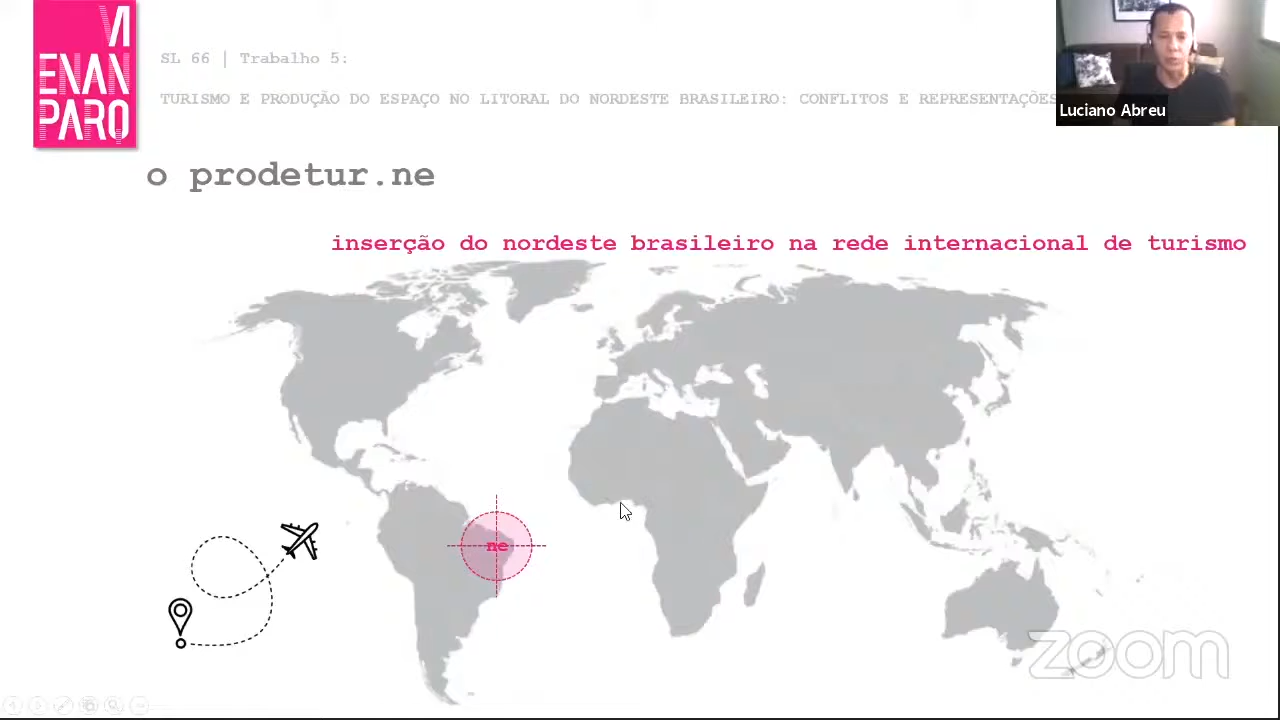 VI
ENAN
PARQ
SL 66 | Trabalho 5:
TURISMO E PRODUÇÃO DO ESPAÇO NO LITORAL DO NORDESTE BRASILEIRO: CONFLITOS E REPRESENTAÇÕES
Luciano Abreu
o prodetur.ne
inserção do nordeste brasileiro na rede internacional de turismo
ne
zoom